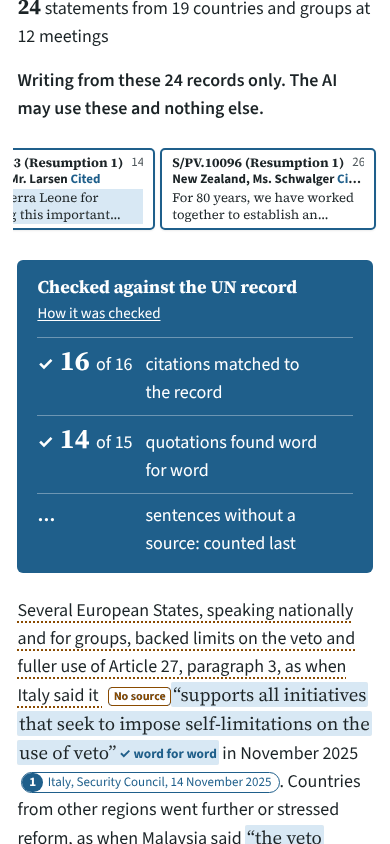 24 statements from 19 countries and groups at
12 meetings
Writing from these 24 records only. The AI
may use these and nothing else.
3 (Resumption 1) 14
Mr. Larsen Cited
erra Leone for
g this important…
S/PV.10096 (Resumption 1) 26
New Zealand, Ms. Schwalger Ci…
For 80 years, we have worked
together to establish an…
Checked against the UN record
How it was checked
✓ 16 of 16 citations matched to
the record
✓ 14 of 15 quotations found word
for word
… sentences without a
source: counted last
Several European States, speaking nationally
and for groups, backed limits on the veto and
fuller use of Article 27, paragraph 3, as when
Italy said it No source “supports all initiatives
that seek to impose self-limitations on the
use of veto” ✓ word for word in November 2025
1 Italy, Security Council, 14 November 2025. Countries
from other regions went further or stressed
reform, as when Malaysia said “the veto